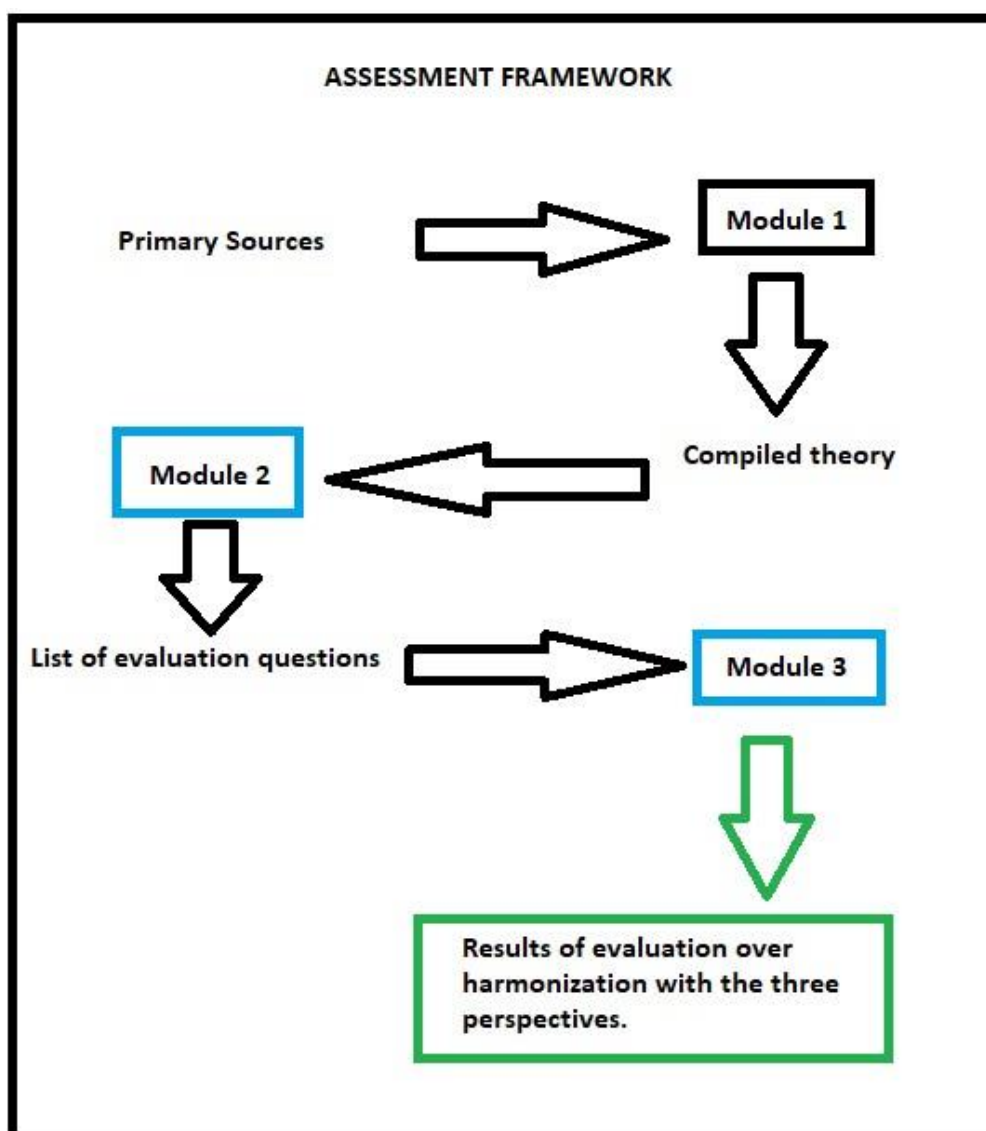 ASSESSMENT FRAMEWORK
Primary Sources
Module 1
Compiled theory
Module 2
List of evaluation questions
Module 3
Results of evaluation over
harmonization with the three
perspectives.